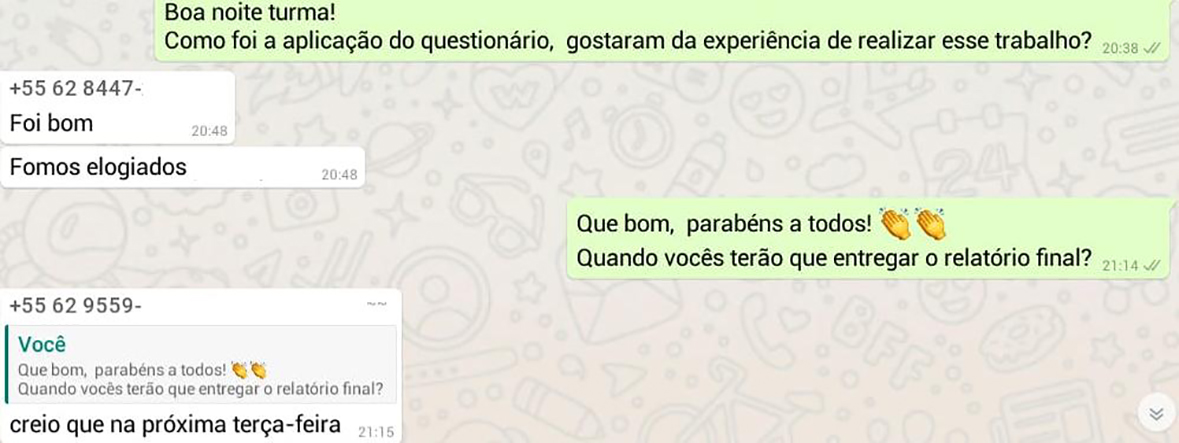 Boa noite turma!
Como foi a aplicação do questionário, gostaram da experiência de realizar esse trabalho? 20:38
+55 62 8447-
Foi bom 20:48
Fomos elogiados 20:48
Que bom, parabéns a todos! 👏👏
Quando vocês terão que entregar o relatório final? 21:14
+55 62 9559- ~~
Você
Que bom, parabéns a todos! 👏👏
Quando vocês terão que entregar o relatório final?
creio que na próxima terça-feira 21:15